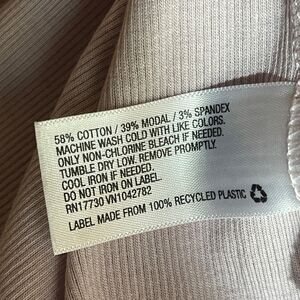 58% COTTON / 39% MODAL / 3% SPANDEX
MACHINE WASH COLD WITH LIKE COLORS.
ONLY NON-CHLORINE BLEACH IF NEEDED.
TUMBLE DRY LOW. REMOVE PROMPTLY.
COOL IRON IF NEEDED.
DO NOT IRON ON LABEL.
RN17730 VN1042782
LABEL MADE FROM 100% RECYCLED PLASTIC